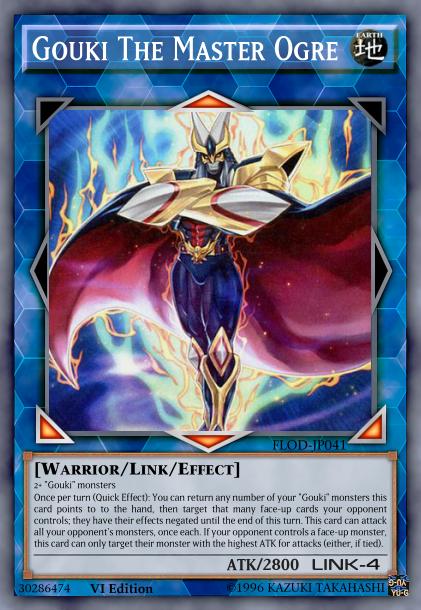 Gouki The Master Ogre
EARTH
地
FLOD-JP041
[Warrior/Link/Effect]
2+ "Gouki" monsters
Once per turn (Quick Effect): You can return any number of your "Gouki" monsters this
card points to to the hand, then target that many face-up cards your opponent
controls; they have their effects negated until the end of this turn. This card can attack
all your opponent's monsters, once each. If your opponent controls a face-up monster,
this card can only target their monster with the highest ATK for attacks (either, if tied).
ATK/2800 LINK-4
30286474 VI Edition ©1996 KAZUKI TAKAHASHI